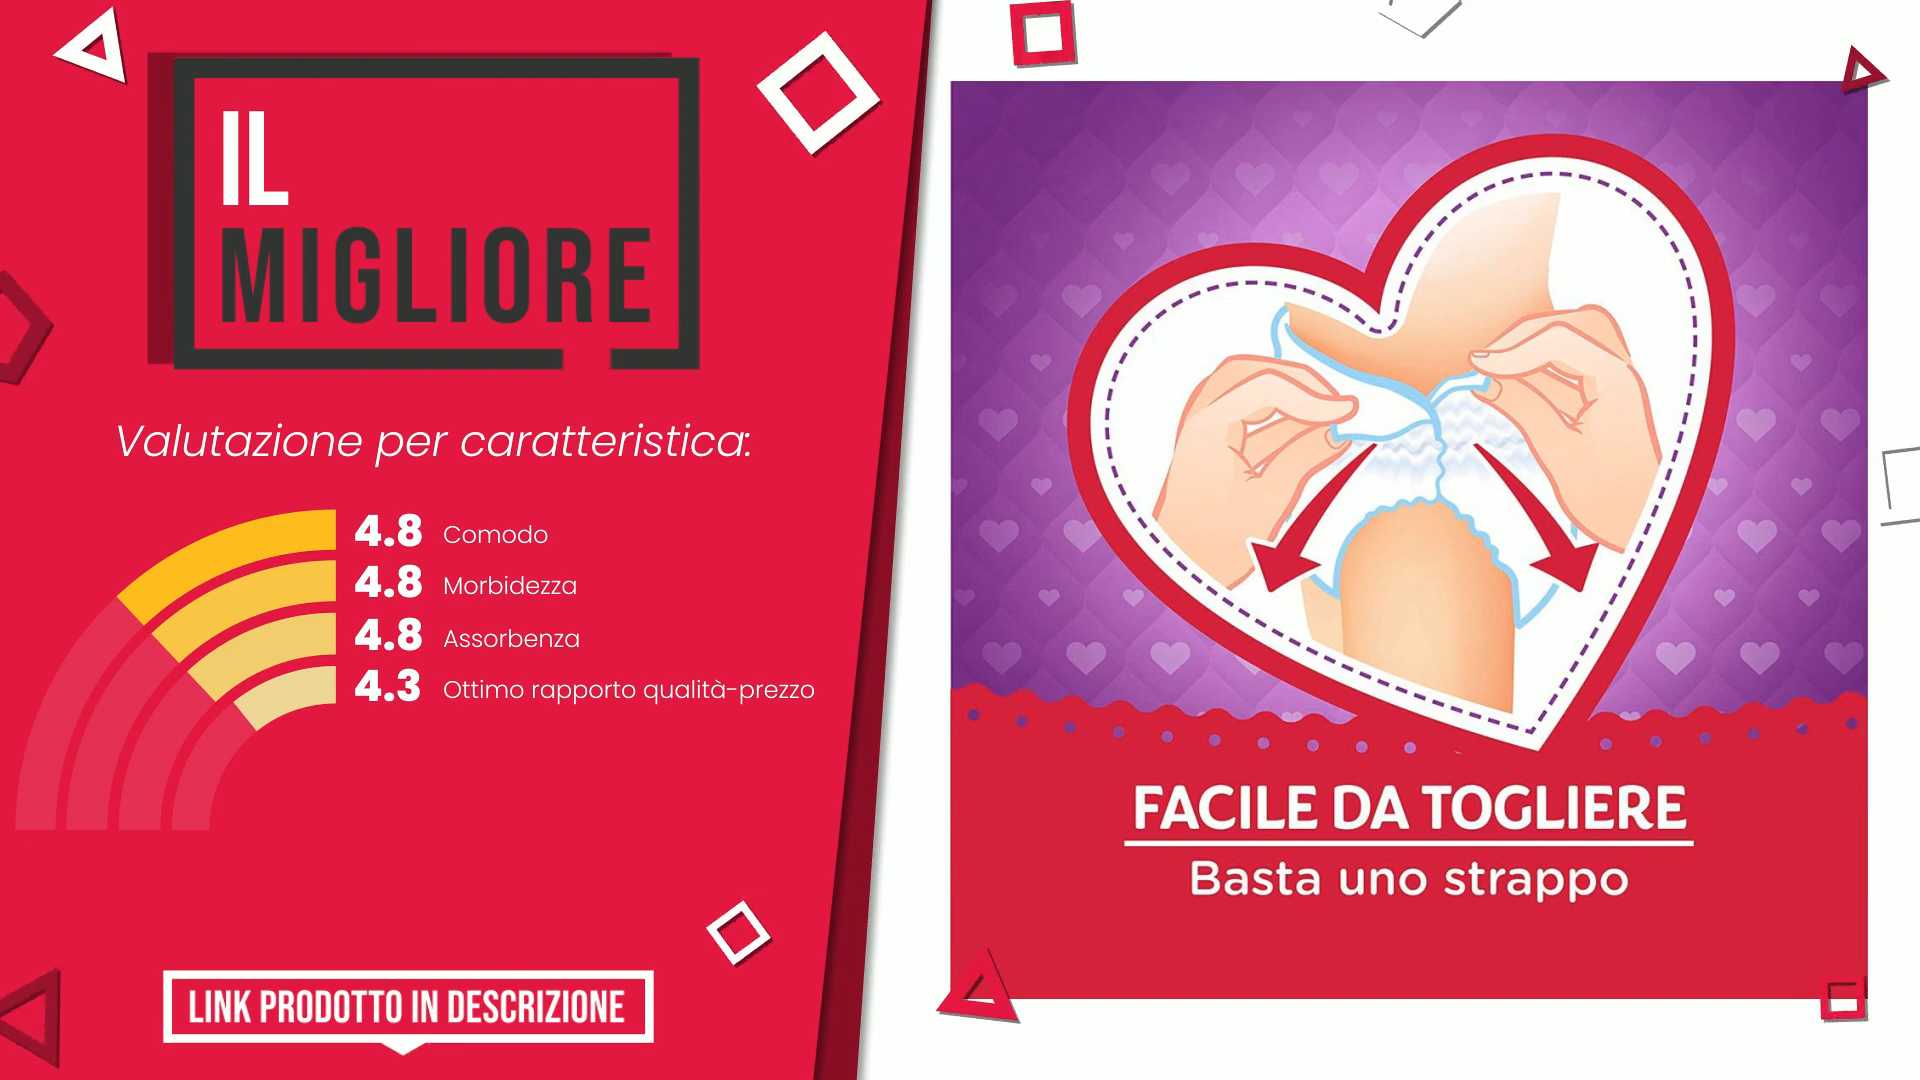 IL
MIGLIORE
Valutazione per caratteristica:
4.8 Comodo
4.8 Morbidezza
4.8 Assorbenza
4.3 Ottimo rapporto qualità-prezzo
LINK PRODOTTO IN DESCRIZIONE
FACILE DA TOGLIERE
Basta uno strappo